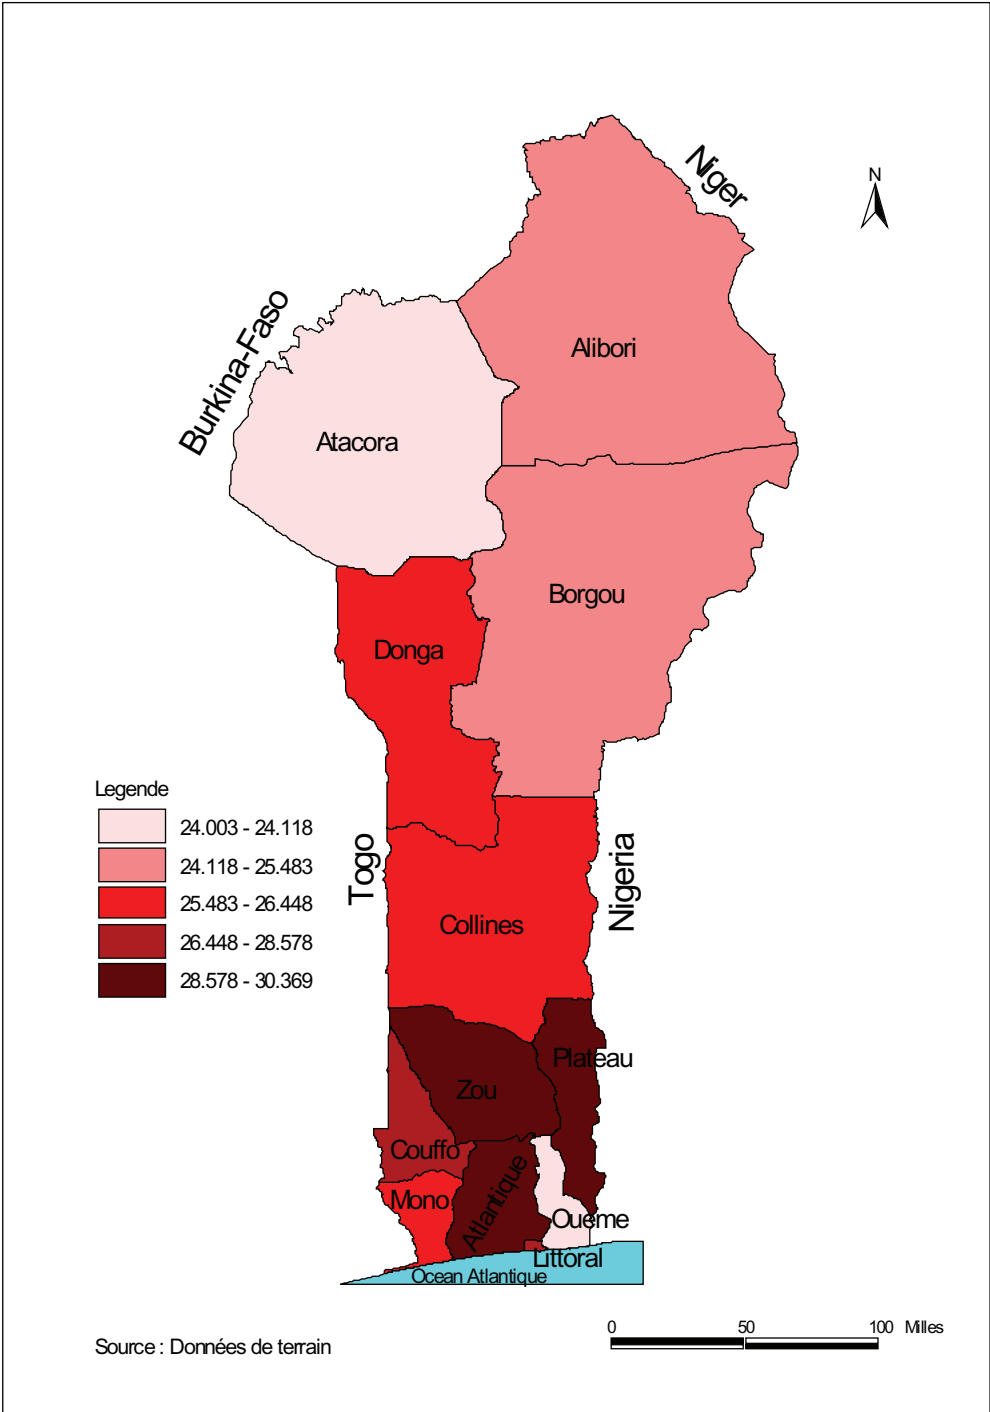 Niger
N
Burkina-Faso
Alibori
Atacora
Borgou
Donga
Legende
24.003 - 24.118
24.118 - 25.483
25.483 - 26.448
26.448 - 28.578
28.578 - 30.369
Togo
Nigeria
Collines
Plateau
Zou
Couffo
Atlantique
Mono
Oueme
Littoral
Ocean Atlantique
0 50 100 Milles
Source : Données de terrain